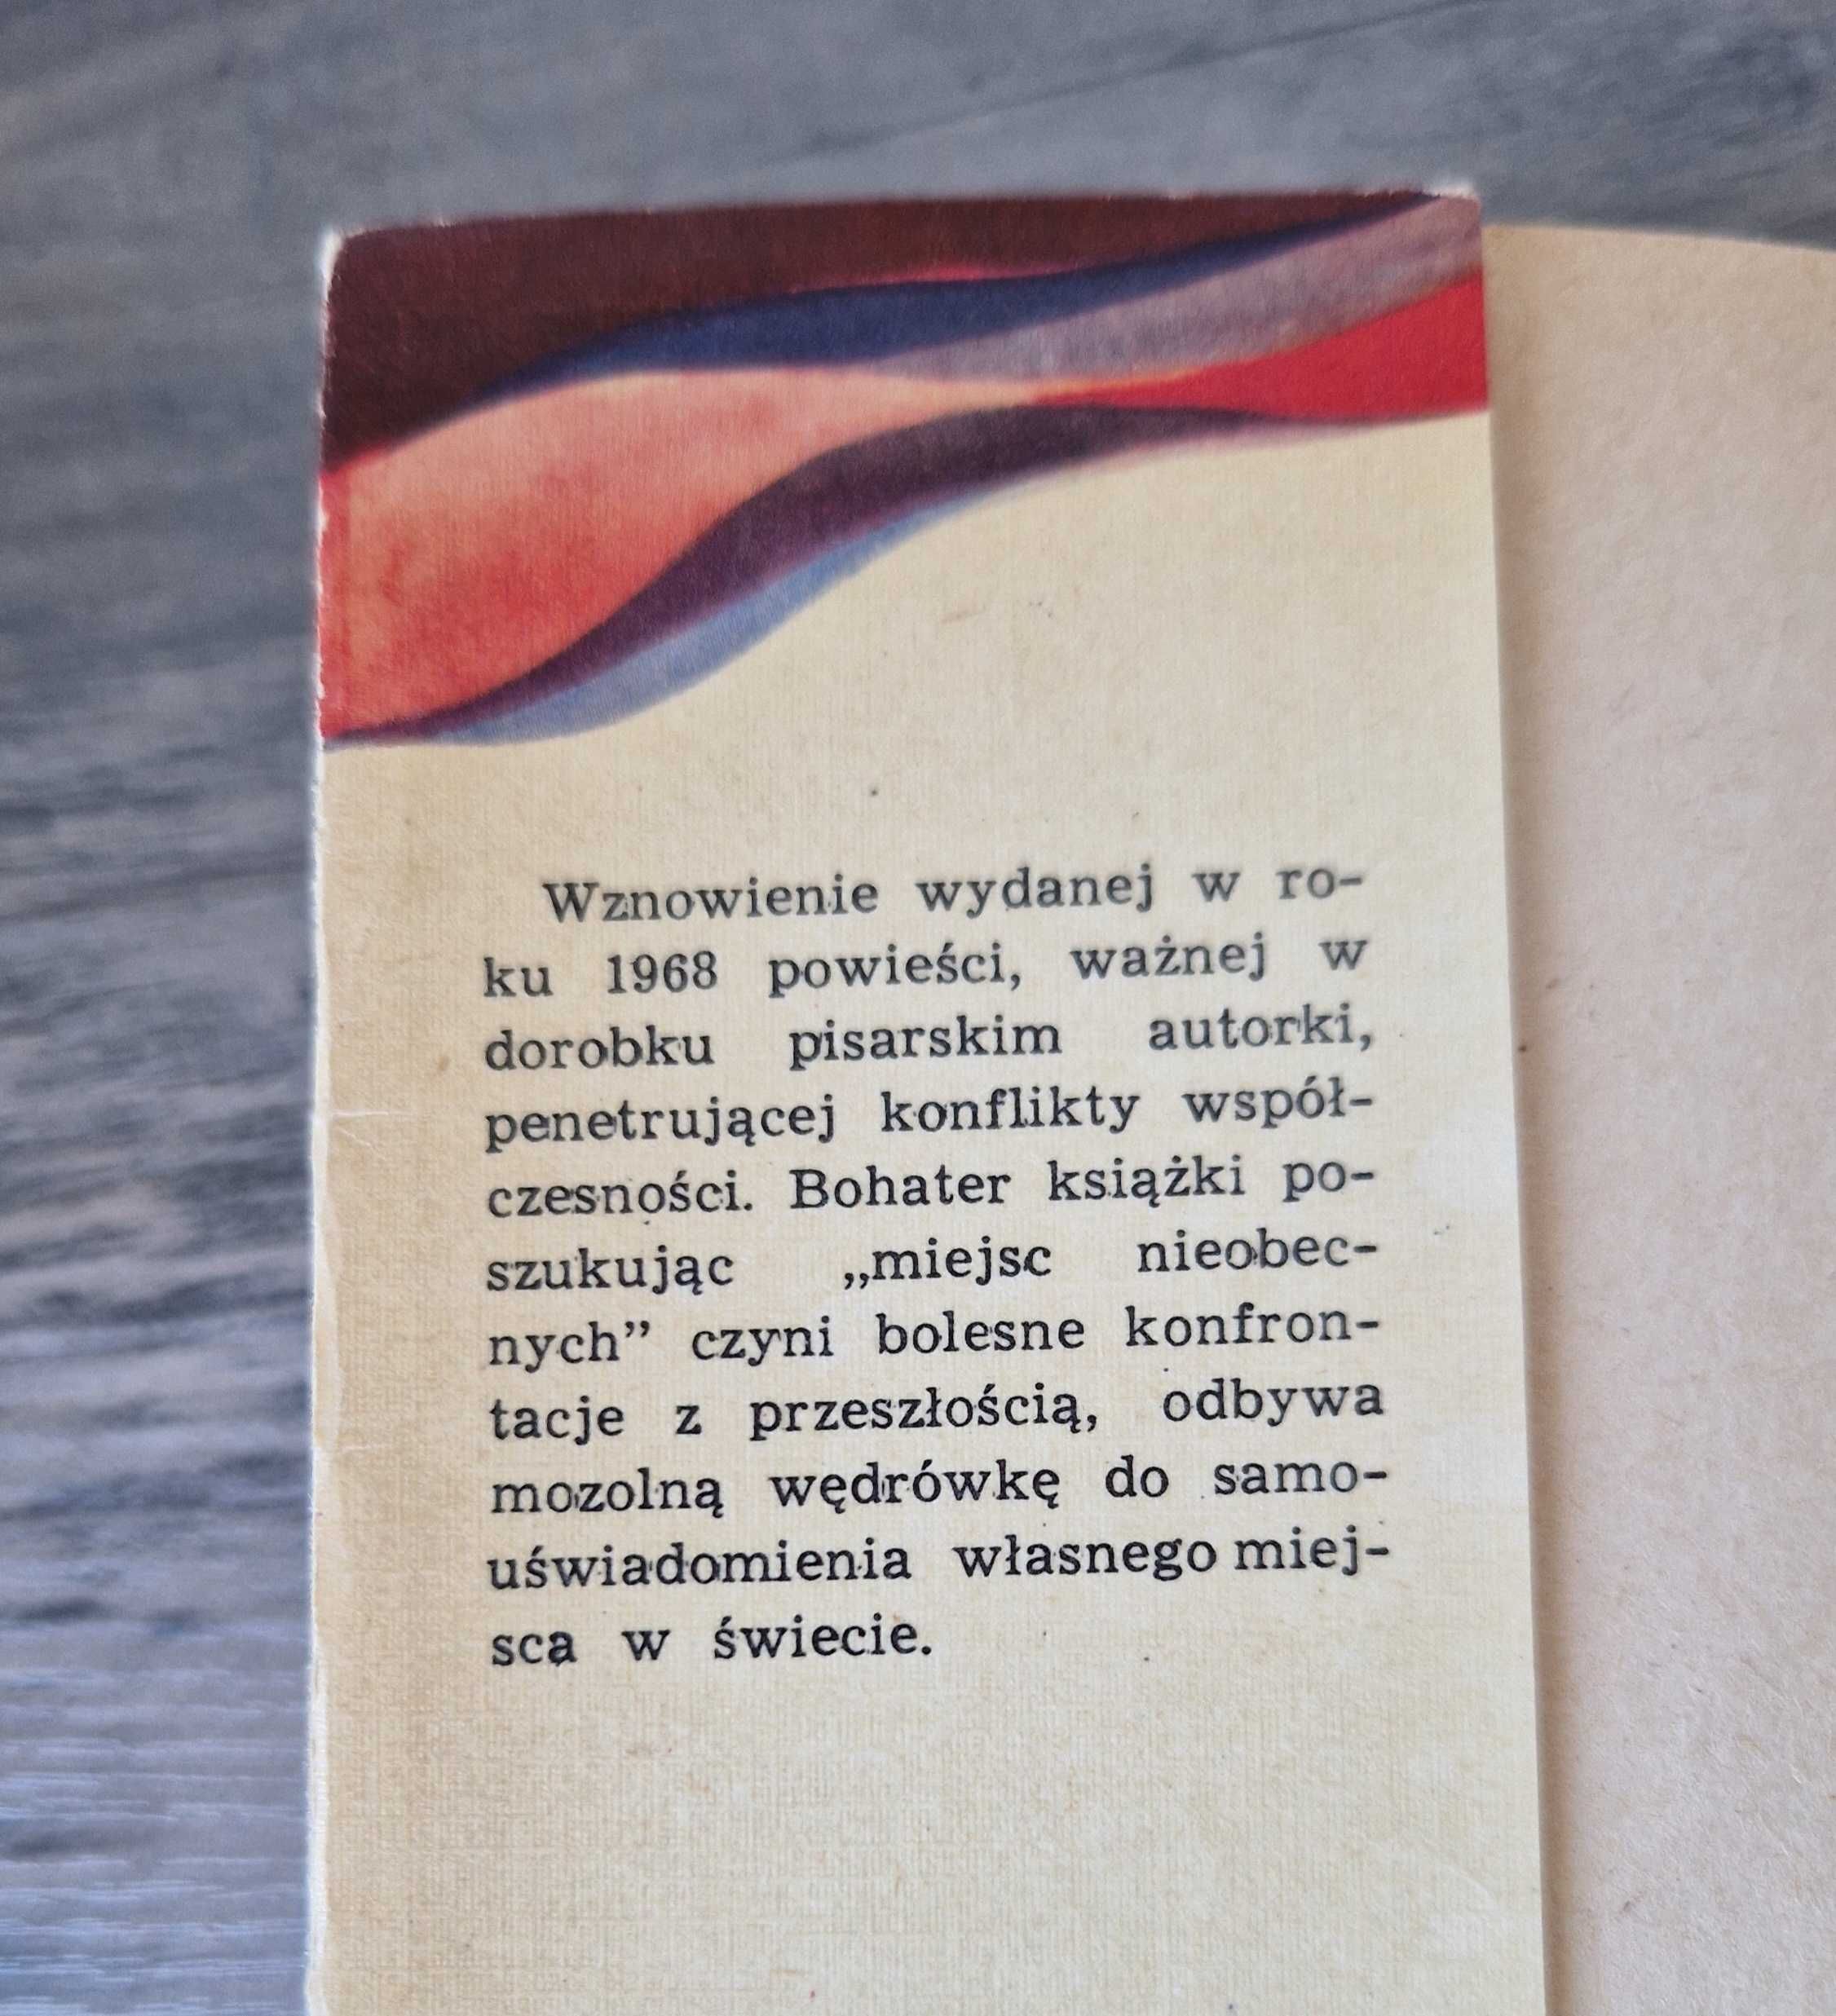 Wznowienie wydanej w ro-
ku 1968 powieści, ważnej w
dorobku pisarskim autorki,
penetrującej konflikty współ-
czesności. Bohater książki po-
szukując „miejsc nieobec-
nych” czyni bolesne konfron-
tacje z przeszłością, odbywa
mozolną wędrówkę do samo-
uświadomienia własnego miej-
sca w świecie.